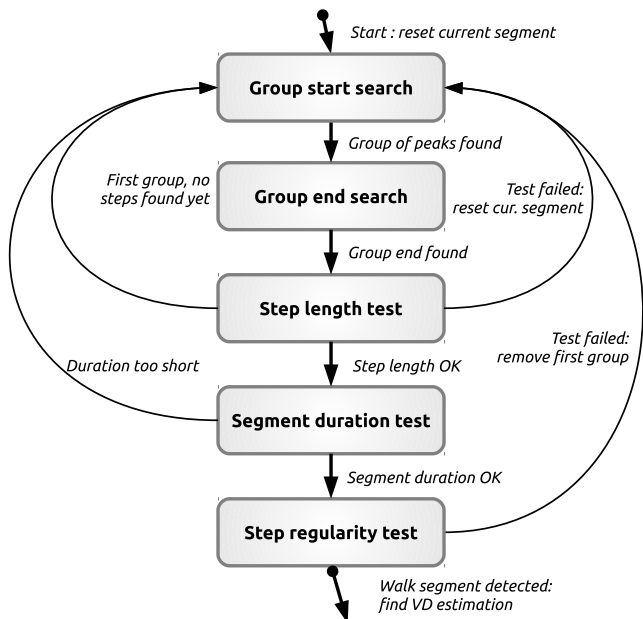 Start : reset current segment
Group start search
Group of peaks found
First group, no
steps found yet
Group end search
Test failed:
reset cur. segment
Group end found
Step length test
Test failed:
remove first group
Duration too short
Step length OK
Segment duration test
Segment duration OK
Step regularity test
Walk segment detected:
find VD estimation